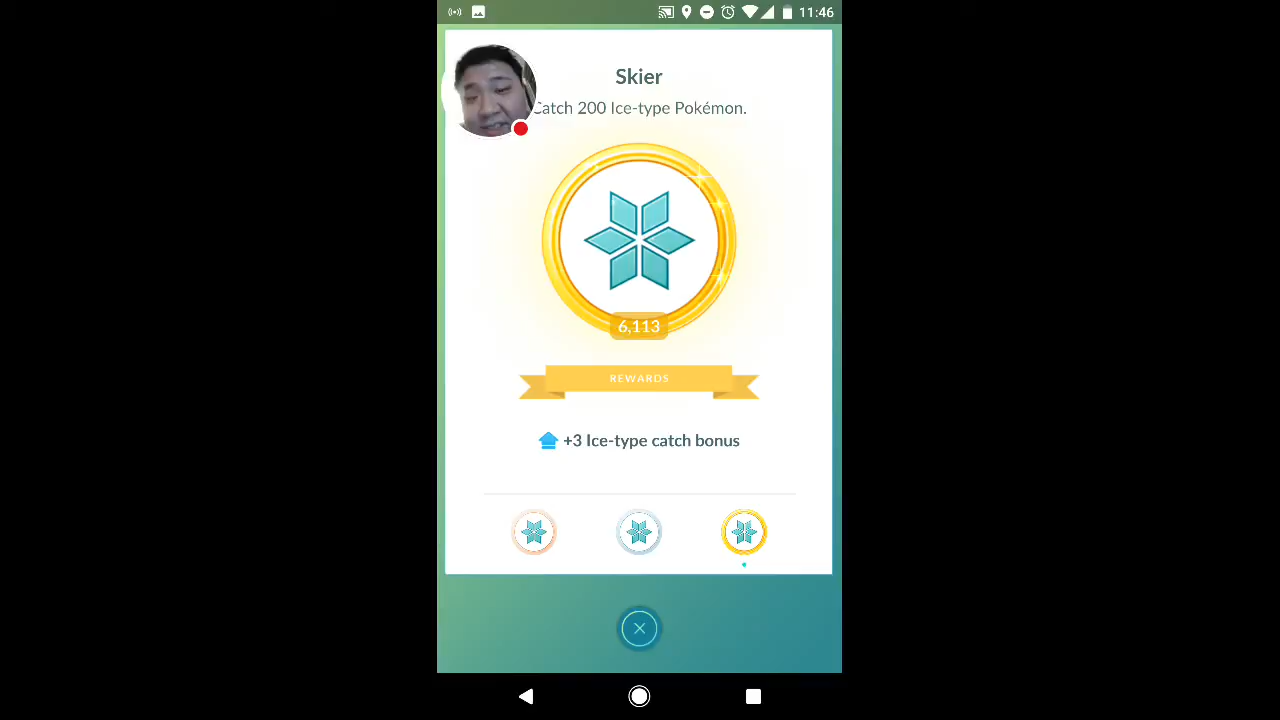 11:46
Skier
Catch 200 Ice-type Pokémon.
6,113
REWARDS
+3 Ice-type catch bonus